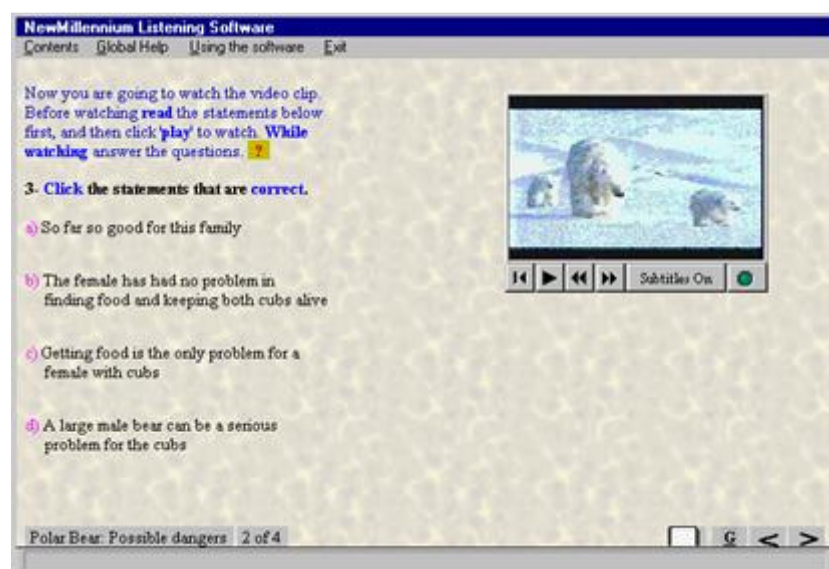 NewMillennium Listening Software
Contents Global Help Using the software Exit
Now you are going to watch the video clip.
Before watching read the statements below
first, and then click 'play' to watch. While
watching answer the questions. ?
3- Click the statements that are correct.
a) So far so good for this family
b) The female has had no problem in
finding food and keeping both cubs alive
c) Getting food is the only problem for a
female with cubs
d) A large male bear can be a serious
problem for the cubs
Subtitles On
Polar Bear: Possible dangers 2 of 4
G < >